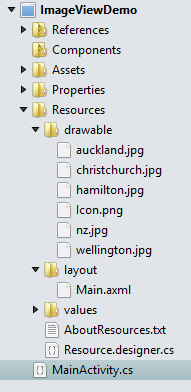 ImageViewDemo
References
Components
Assets
Properties
Resources
drawable
auckland.jpg
christchurch.jpg
hamilton.jpg
Icon.png
nz.jpg
wellington.jpg
layout
Main.axml
values
AboutResources.txt
Resource.designer.cs
MainActivity.cs